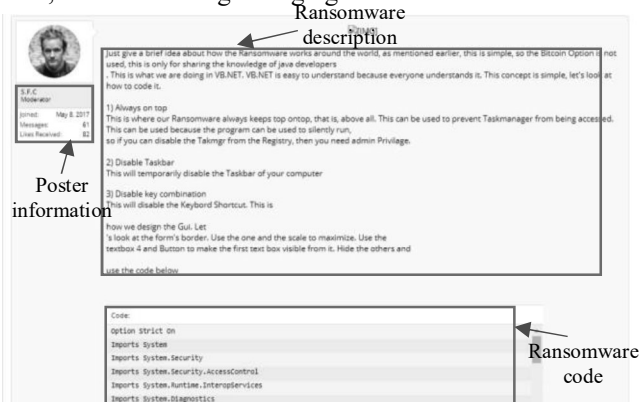 Ransomware
description
Just give a brief idea about how the Ransomware works around the world, as mentioned earlier, this is simple, so the Bitcoin Option is not
used, this is only for sharing the knowledge of java developers
. This is what we are doing in VB.NET. VB.NET is easy to understand because everyone understands it. This concept is simple, let's look at
how to code it.
1) Always on top
This is where our Ransomware always keeps top ontop, that is, above all. This can be used to prevent Taskmanager from being accessed.
This can be used because the program can be used to silently run,
so if you can disable the Takmgr from the Registry, then you need admin Privilage.
2) Disable Taskbar
This will temporarily disable the Taskbar of your computer
3) Disable key combination
This will disable the Keybord Shortcut. This is
how we design the Gui. Let
's look at the form's border. Use the one and the scale to maximize. Use the
textbox 4 and Button to make the first text box visible from it. Hide the others and
use the code below
S.F.C
Moderator
Joined: May 8, 2017
Messages: 61
Likes Received: 82
Poster
information
Code:
Option Strict On
Imports System
Imports System.Security
Imports System.Security.AccessControl
Imports System.Runtime.InteropServices
Imports System.Diagnostics
Ransomware
code